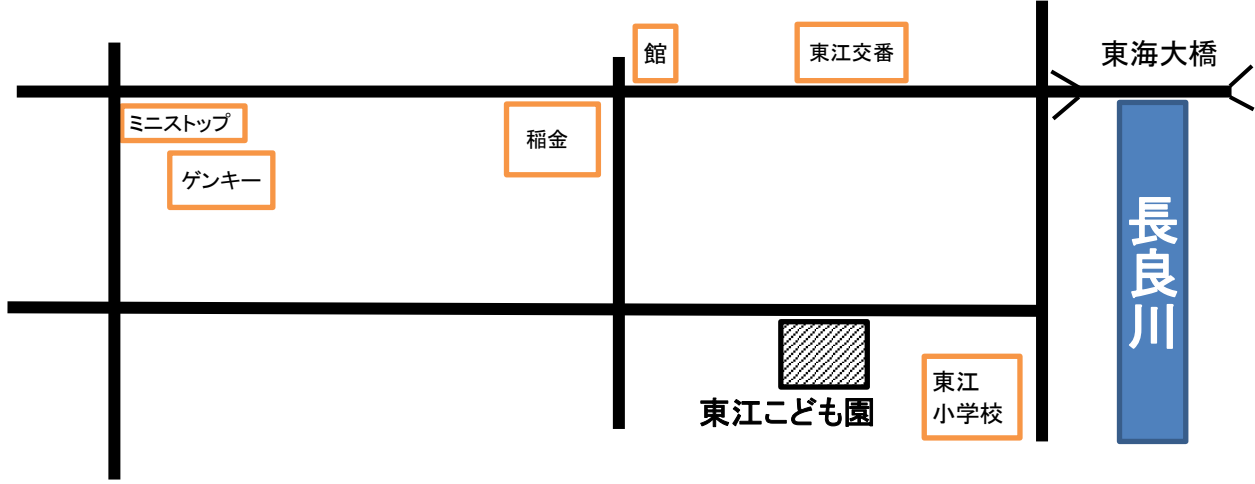 館
東江交番
東海大橋
ミニストップ
稲金
ゲンキー
長良川
東江
小学校
東江こども園